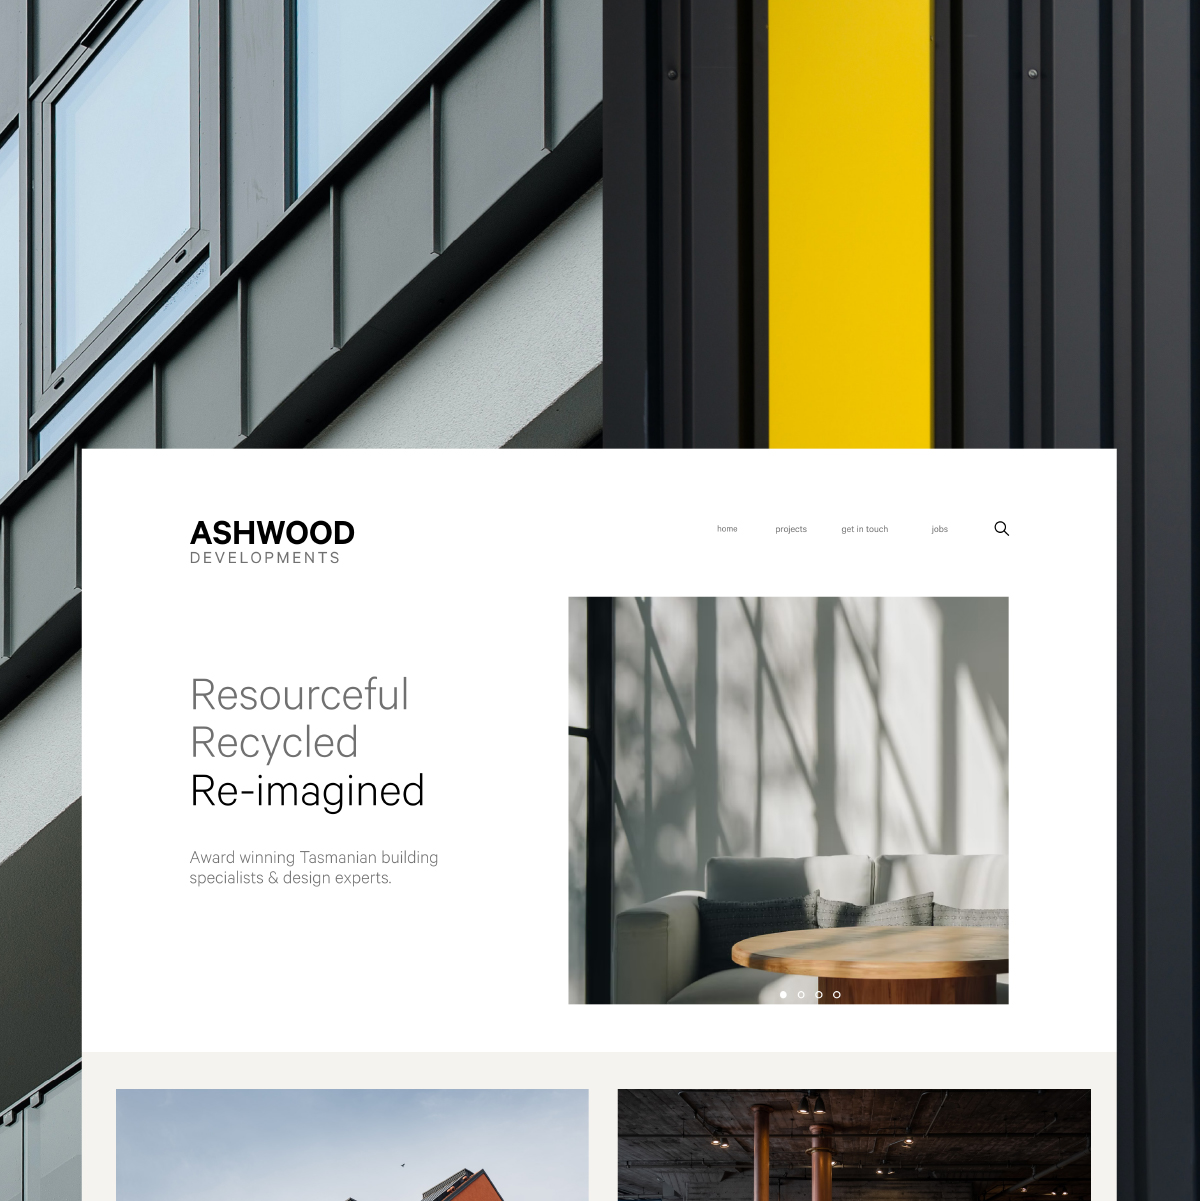 ASHWOOD
DEVELOPMENTS
home projects get in touch jobs
Resourceful
Recycled
Re-imagined
Award winning Tasmanian building
specialists & design experts.